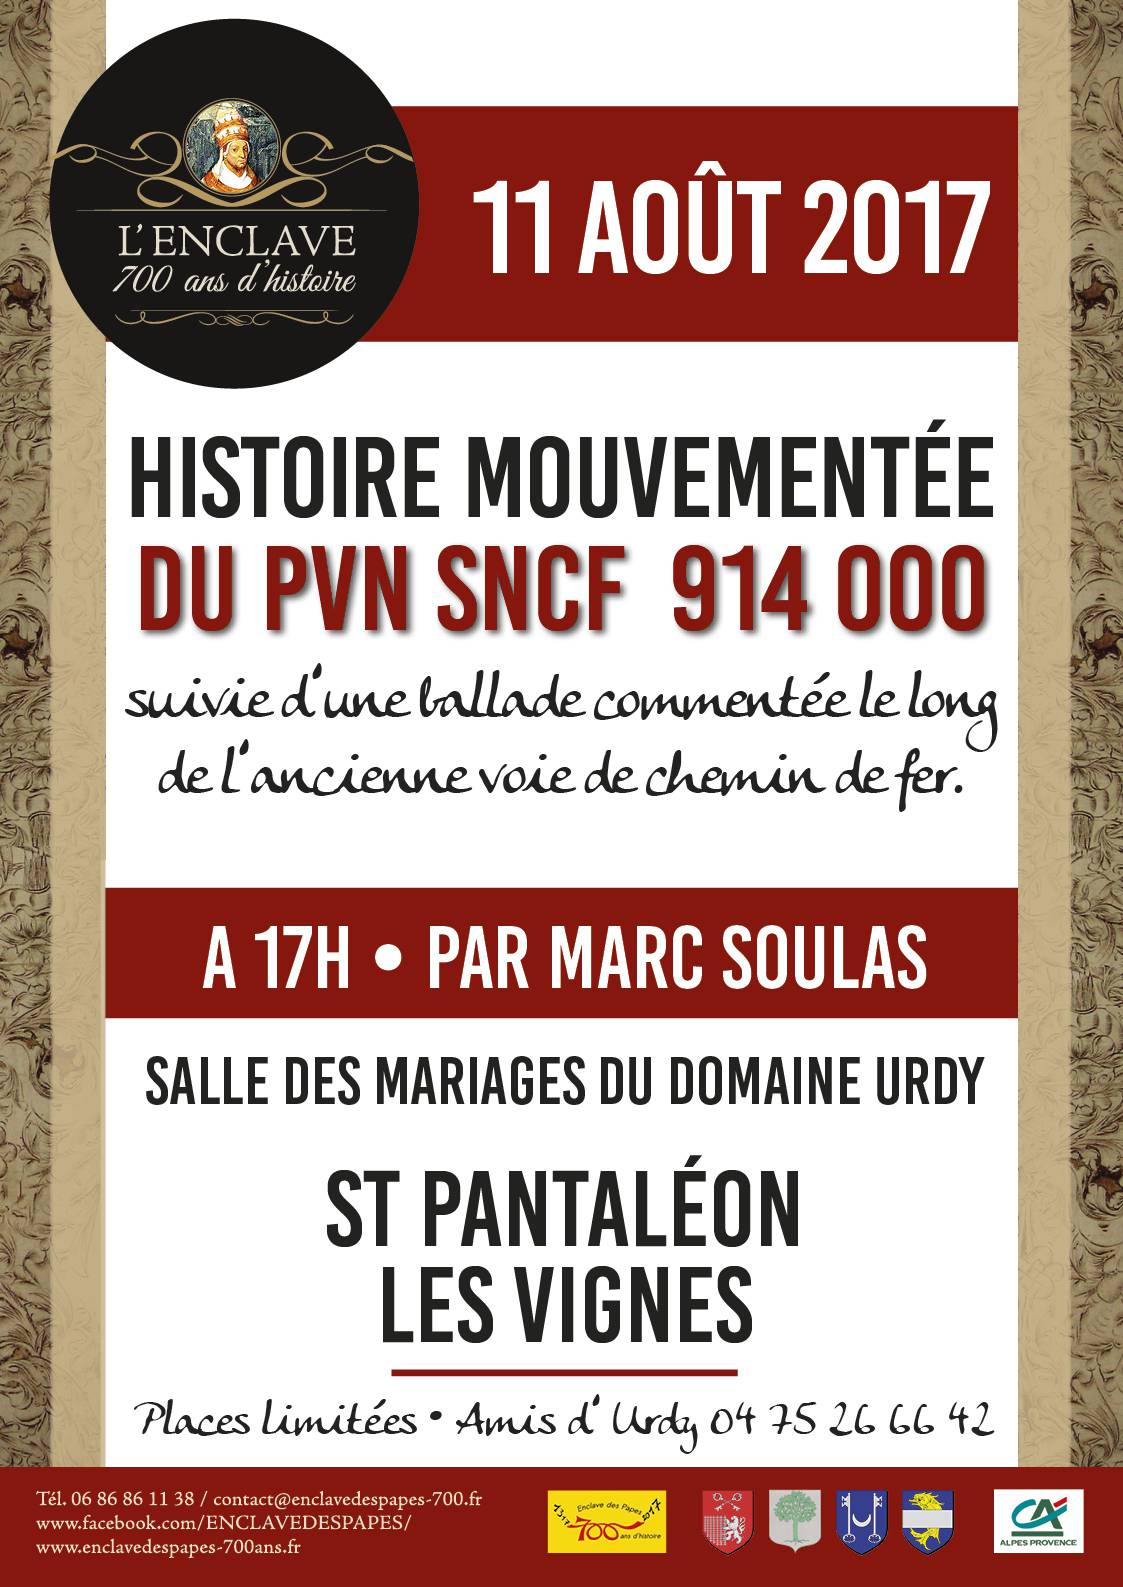 L'ENCLAVE
700 ans d'histoire
11 AOÛT 2017
HISTOIRE MOUVEMENTÉE
DU PVN SNCF 914 000
suivie d'une ballade commentée le long
de l'ancienne voie de chemin de fer.
A 17H • PAR MARC SOULAS
SALLE DES MARIAGES DU DOMAINE URDY
ST PANTALÉON
LES VIGNES
Places limitées • Amis d' Urdy 04 75 26 66 42
Tél. 06 86 86 11 38 / contact@enclavedespapes-700.fr
www.facebook.com/ENCLAVEDESPAPES/
www.enclavedespapes-700ans.fr
1317 Enclave des Papes 2017
700 ans d'histoire
CA
ALPES PROVENCE